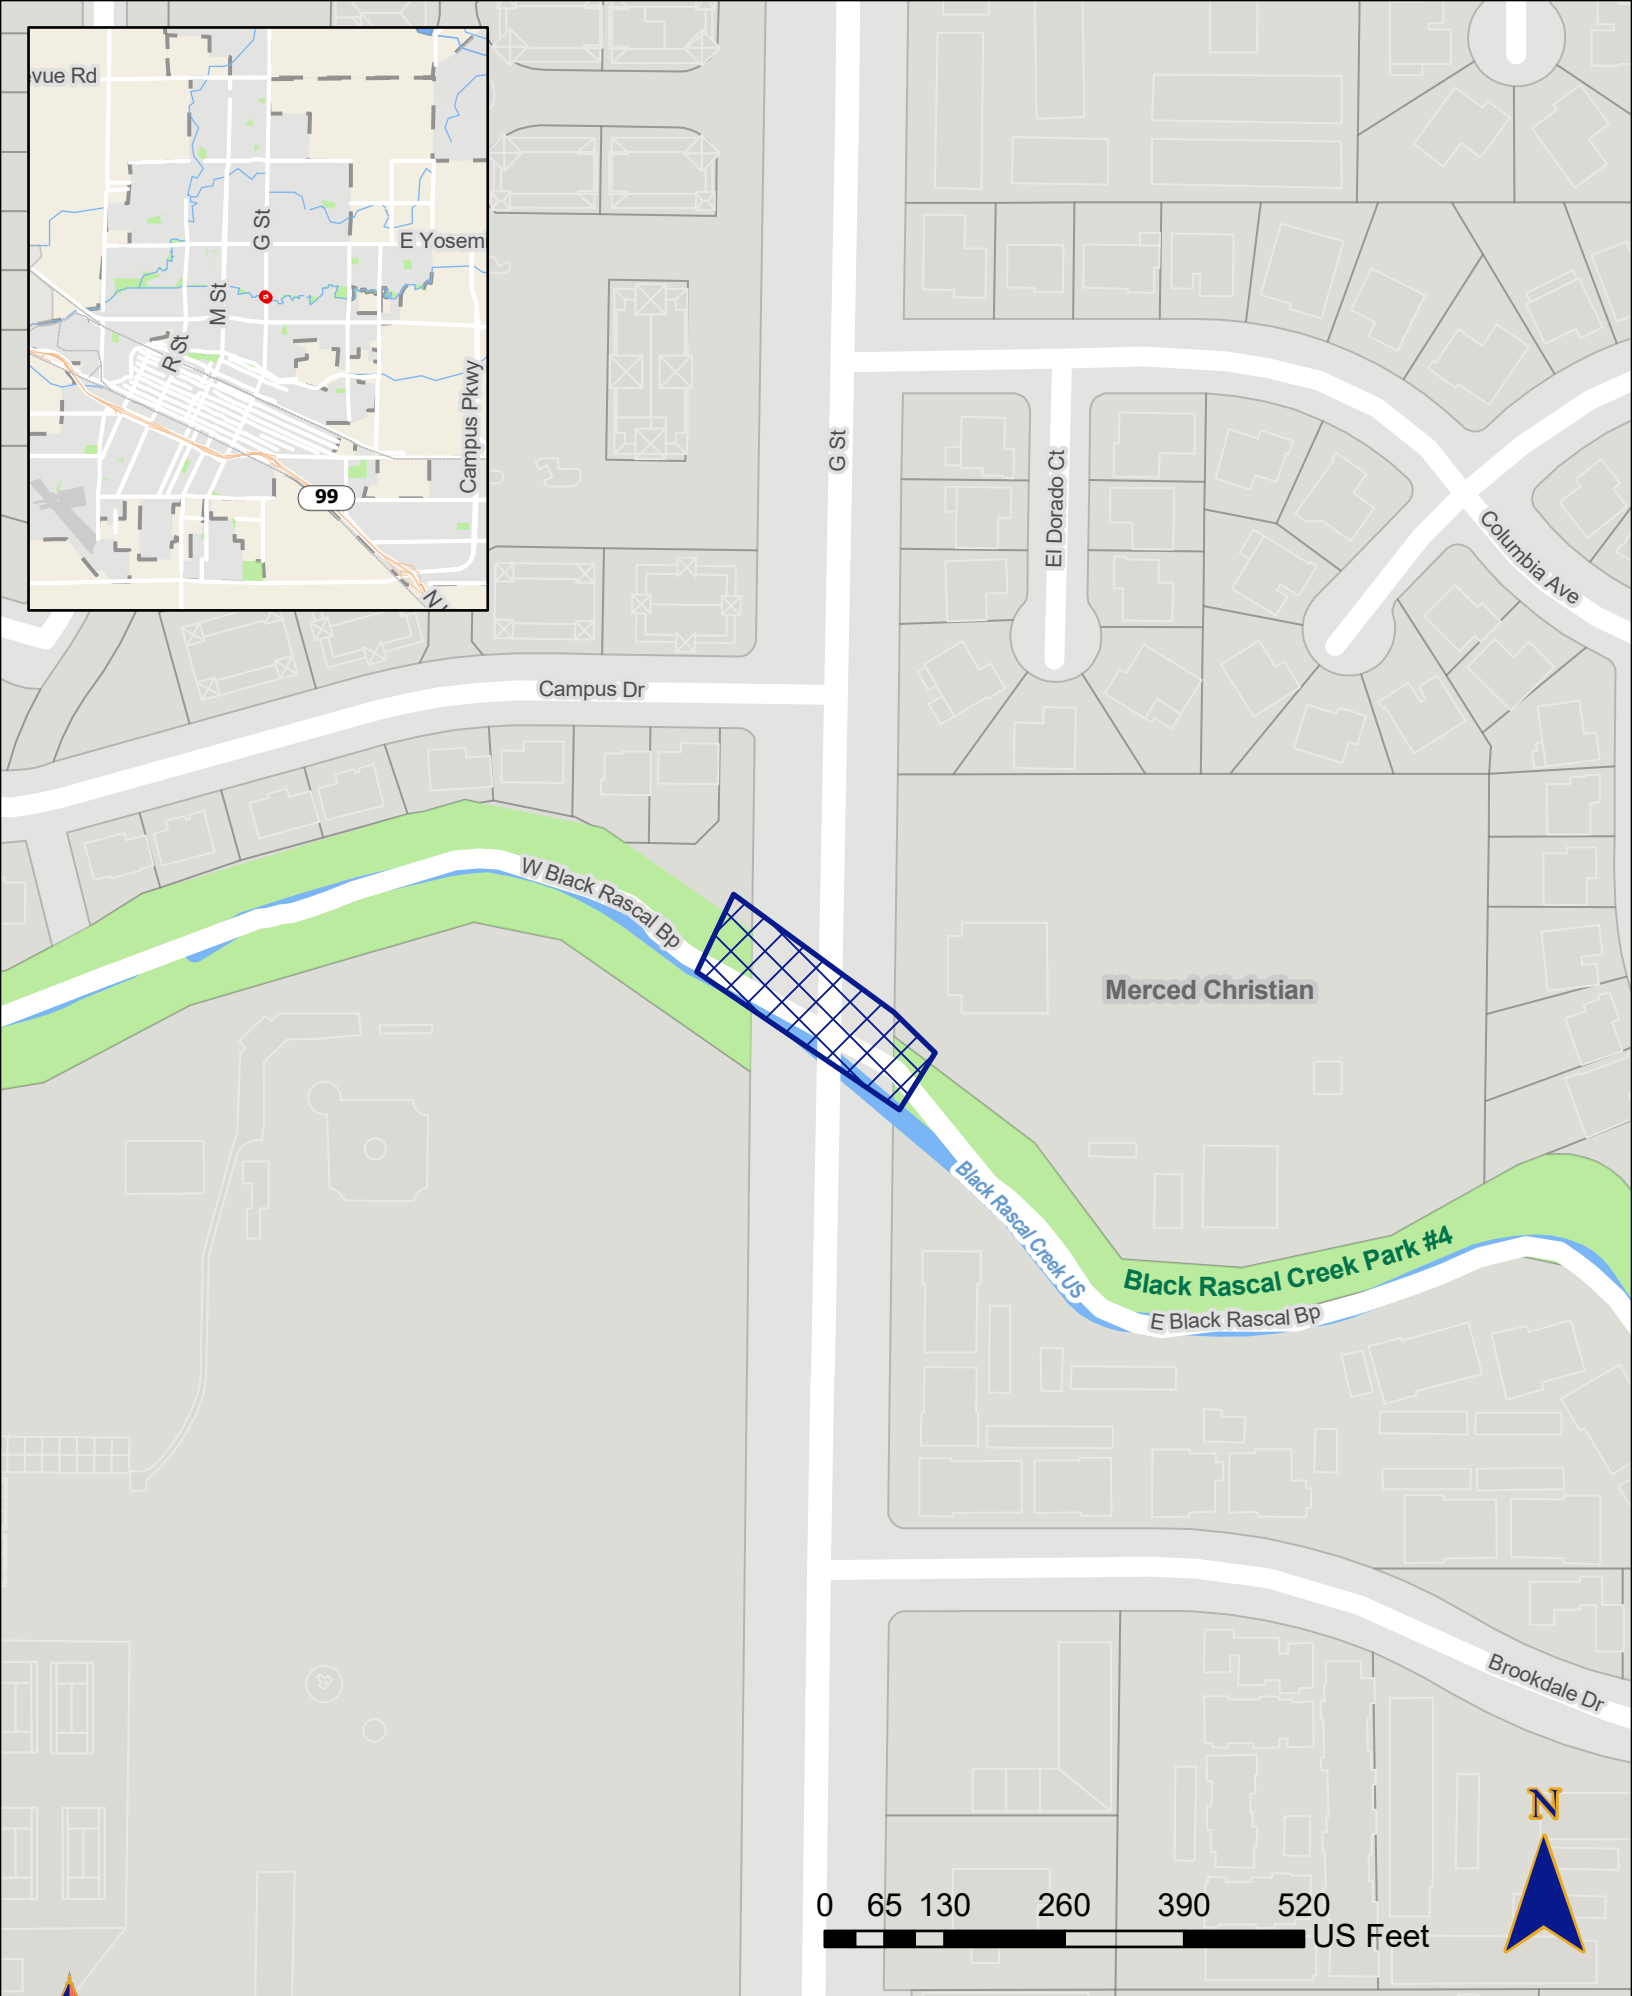 vue Rd
G St
E Yosem
M St
R St
Campus Pkwy
99
G St
El Dorado Ct
Columbia Ave
Campus Dr
W Black Rascal Bp
Merced Christian
Black Rascal Creek US
Black Rascal Creek Park #4
E Black Rascal Bp
Brookdale Dr
N
0 65 130 260 390 520
US Feet